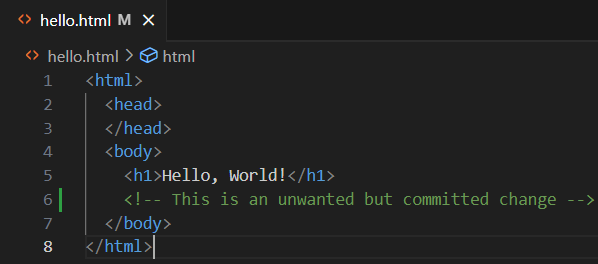 hello.html M ×
hello.html > html
1 <html>
2   <head>
3   </head>
4   <body>
5     <h1>Hello, World!</h1>
6     <!-- This is an unwanted but committed change -->
7   </body>
8 </html>